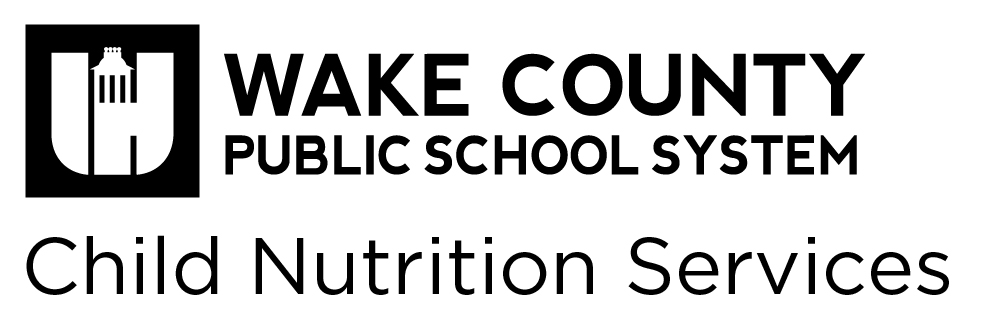 WAKE COUNTY
PUBLIC SCHOOL SYSTEM
Child Nutrition Services